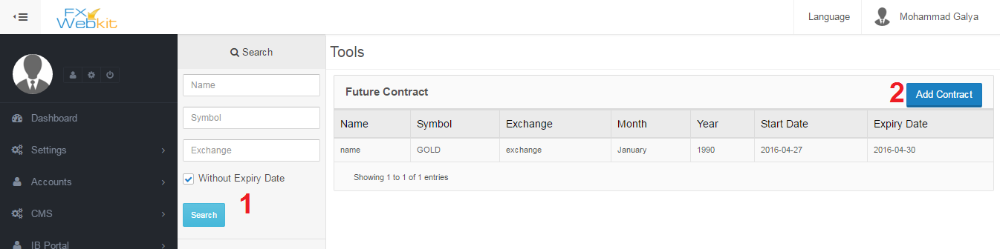 FX
Webkit
Language
Mohammad Galya
Dashboard
Settings
Accounts
CMS
IB Portal
Search
Name
Symbol
Exchange
Without Expiry Date
1
Search
Tools
Future Contract
2
Add Contract
Name Symbol Exchange Month Year Start Date Expiry Date
name GOLD exchange January 1990 2016-04-27 2016-04-30
Showing 1 to 1 of 1 entries